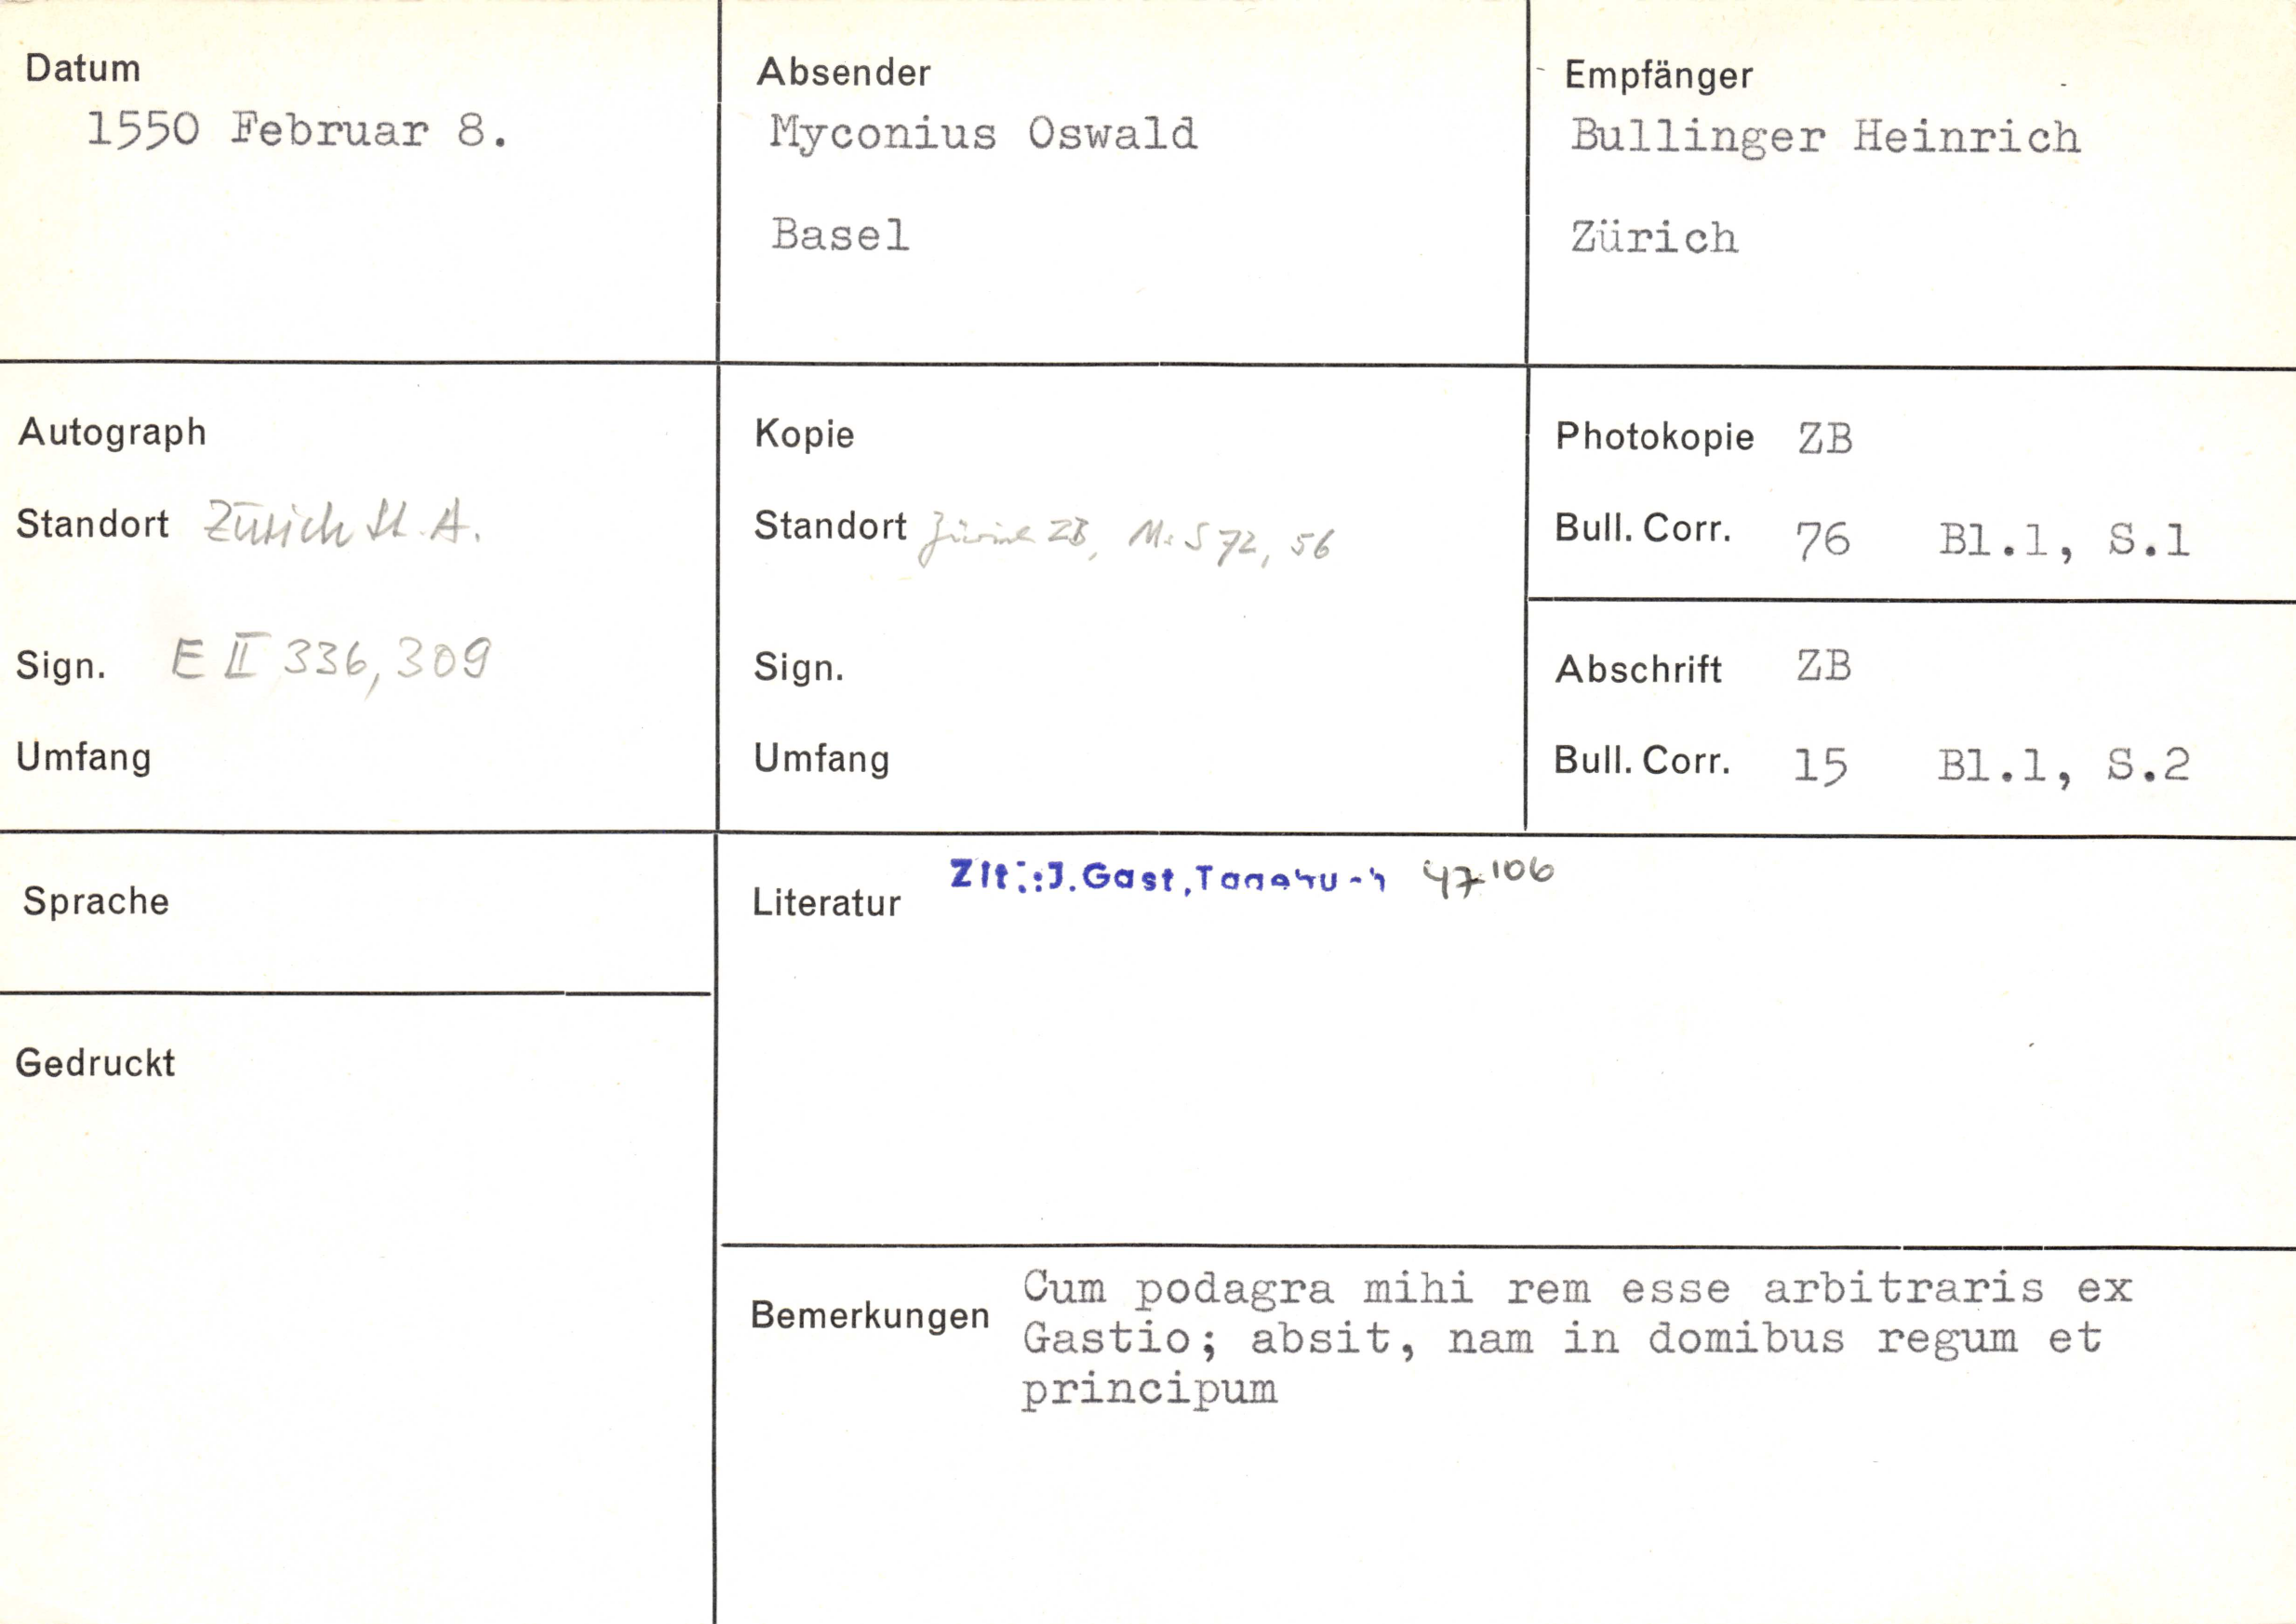 Datum
1550 Februar 8.
Absender
Myconius Oswald
Basel
Empfänger
Bullinger Heinrich
Zürich
Autograph
Standort Zürich St. A.
Sign. E II 336, 309
Umfang
Kopie
Standort Zürich ZB, Ms S 72, 56
Sign.
Umfang
Photokopie ZB
Bull. Corr. 76 Bl.1, S.1
Abschrift ZB
Bull. Corr. 15 Bl.1, S.2
Sprache
Gedruckt
Literatur Zit.:J.Gast,Tagebuch 47 106
Bemerkungen Cum podagra mihi rem esse arbitraris ex
Gastio; absit, nam in domibus regum et
principum